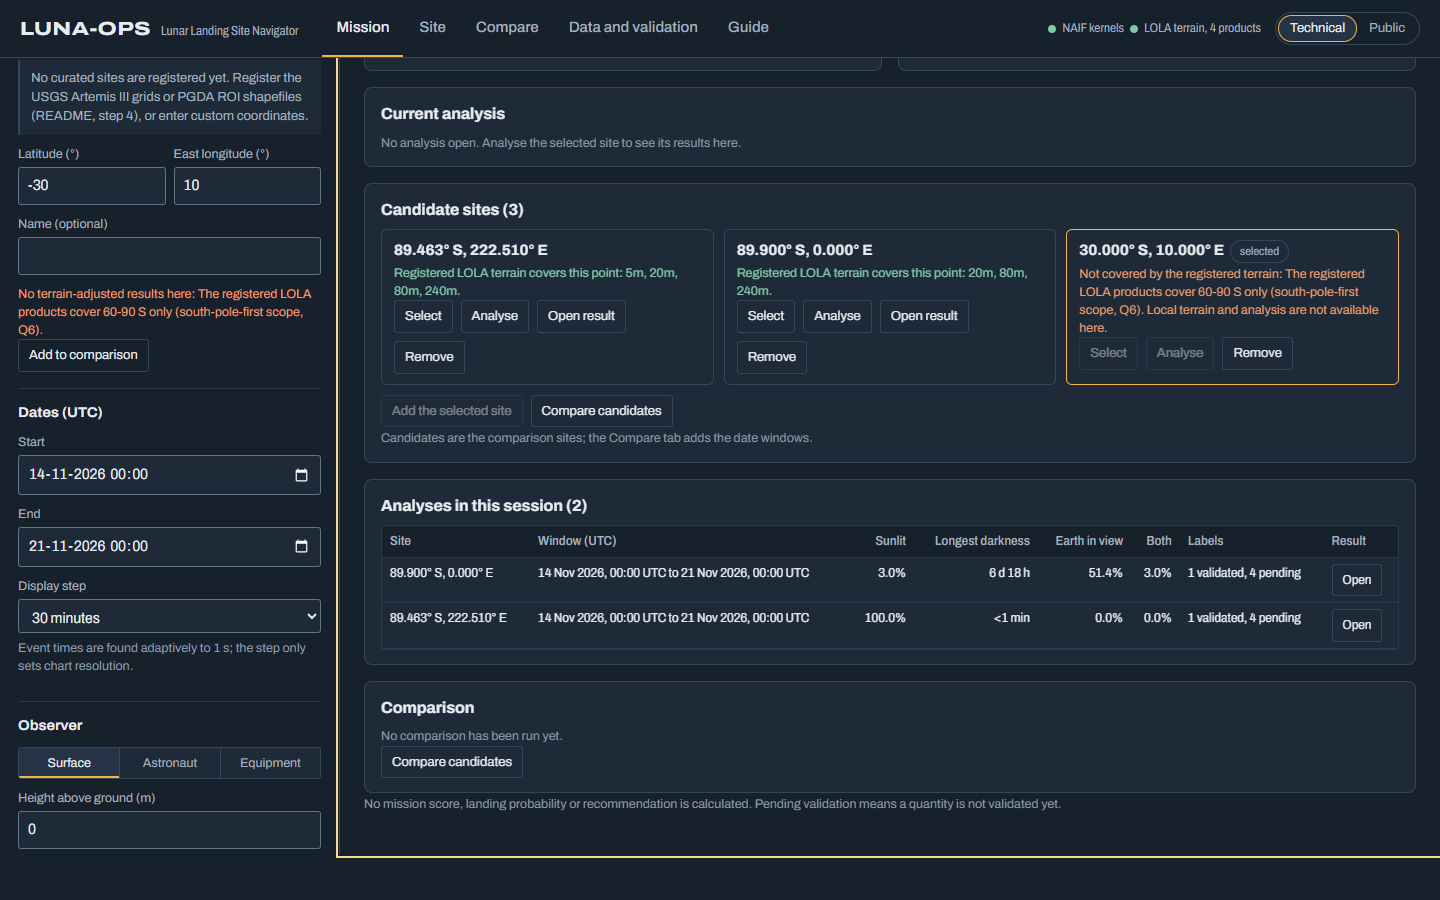 LUNA-OPS Lunar Landing Site Navigator
Mission Site Compare Data and validation Guide
NAIF kernels LOLA terrain, 4 products
Technical Public
No curated sites are registered yet. Register the
USGS Artemis III grids or PGDA ROI shapefiles
(README, step 4), or enter custom coordinates.
Latitude (°) East longitude (°)
-30 10
Name (optional)
No terrain-adjusted results here: The registered LOLA
products cover 60-90 S only (south-pole-first scope,
Q6).
Add to comparison
Dates (UTC)
Start
14-11-2026 00:00
End
21-11-2026 00:00
Display step
30 minutes
Event times are found adaptively to 1 s; the step only
sets chart resolution.
Observer
Surface Astronaut Equipment
Height above ground (m)
0
Current analysis
No analysis open. Analyse the selected site to see its results here.
Candidate sites (3)
89.463° S, 222.510° E
Registered LOLA terrain covers this point: 5m, 20m,
80m, 240m.
Select Analyse Open result
Remove
89.900° S, 0.000° E
Registered LOLA terrain covers this point: 20m, 80m,
240m.
Select Analyse Open result
Remove
30.000° S, 10.000° E selected
Not covered by the registered terrain: The registered
LOLA products cover 60-90 S only (south-pole-first
scope, Q6). Local terrain and analysis are not available
here.
Select Analyse Remove
Add the selected site Compare candidates
Candidates are the comparison sites; the Compare tab adds the date windows.
Analyses in this session (2)
Site Window (UTC) Sunlit Longest darkness Earth in view Both Labels Result
89.900° S, 0.000° E 14 Nov 2026, 00:00 UTC to 21 Nov 2026, 00:00 UTC 3.0% 6 d 18 h 51.4% 3.0% 1 validated, 4 pending Open
89.463° S, 222.510° E 14 Nov 2026, 00:00 UTC to 21 Nov 2026, 00:00 UTC 100.0% <1 min 0.0% 0.0% 1 validated, 4 pending Open
Comparison
No comparison has been run yet.
Compare candidates
No mission score, landing probability or recommendation is calculated. Pending validation means a quantity is not validated yet.